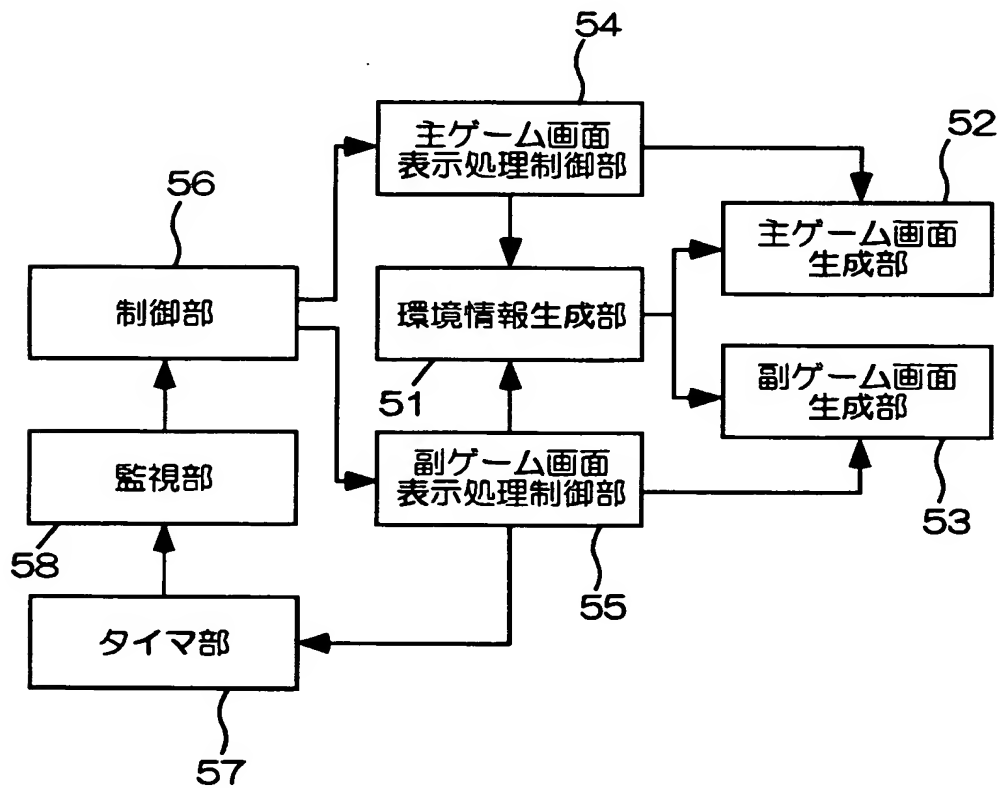 54
主ゲーム画面
表示処理制御部
52
56
主ゲーム画面
生成部
制御部
環境情報生成部
51
副ゲーム画面
生成部
監視部
副ゲーム画面
表示処理制御部
53
58
55
タイマ部
57